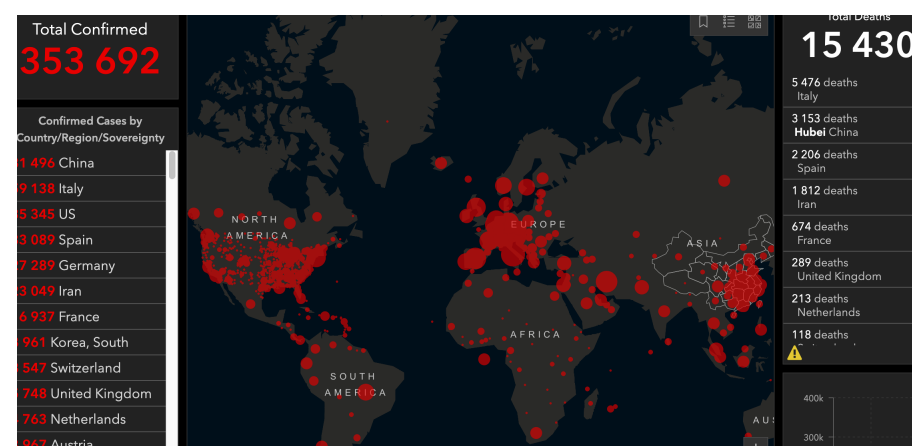 Total Confirmed
353 692
Confirmed Cases by
Country/Region/Sovereignty
1 496 China
9 138 Italy
5 345 US
3 089 Spain
7 289 Germany
3 049 Iran
6 937 France
961 Korea, South
547 Switzerland
748 United Kingdom
763 Netherlands
967 Austria
NORTH
AMERICA
SOUTH
AMERICA
EUROPE
AFRICA
ASIA
AUS
Total Deaths
15 430
5 476 deaths
Italy
3 153 deaths
Hubei China
2 206 deaths
Spain
1 812 deaths
Iran
674 deaths
France
289 deaths
United Kingdom
213 deaths
Netherlands
118 deaths
400k
300k